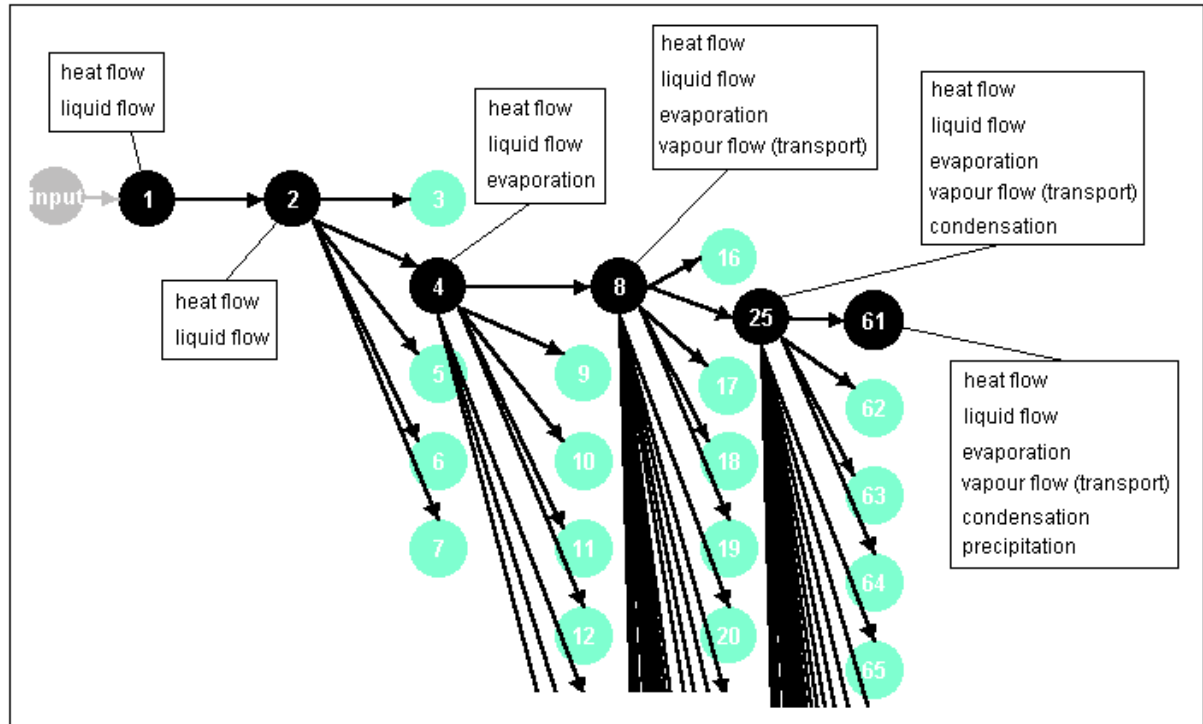 heat flow
liquid flow
heat flow
liquid flow
evaporation
heat flow
liquid flow
evaporation
vapour flow (transport)
heat flow
liquid flow
evaporation
vapour flow (transport)
condensation
input
1
2
3
heat flow
liquid flow
4
8
16
25
61
5
9
17
62
6
10
18
63
7
11
19
64
12
20
65
heat flow
liquid flow
evaporation
vapour flow (transport)
condensation
precipitation